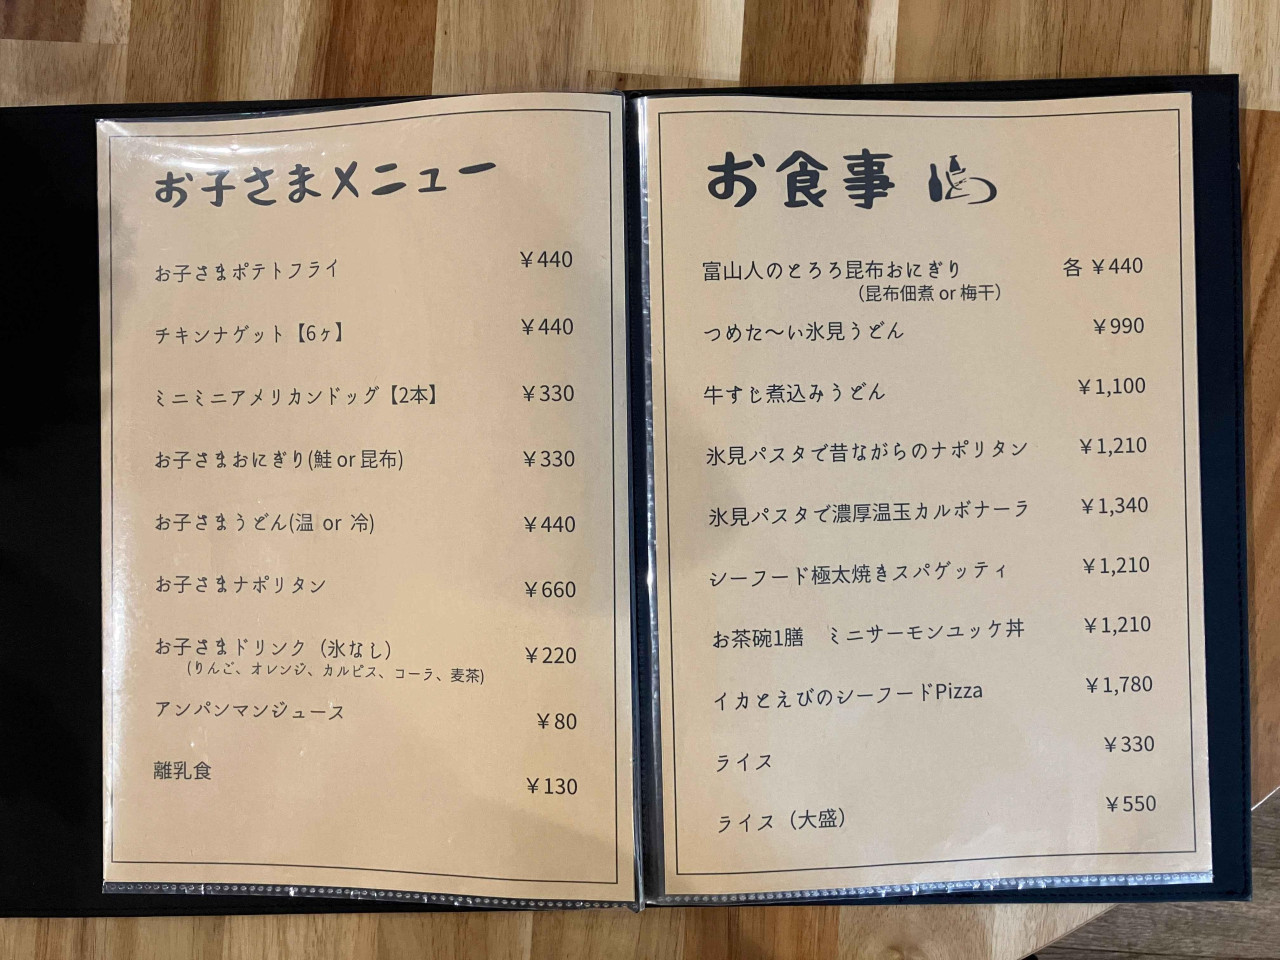 お子さまメニュー
お子さまポテトフライ ￥440
チキンナゲット【6ヶ】 ￥440
ミニミニアメリカンドッグ【2本】 ￥330
お子さまおにぎり(鮭 or 昆布) ￥330
お子さまうどん(温 or 冷) ￥440
お子さまナポリタン ￥660
お子さまドリンク（氷なし） ￥220
(りんご、オレンジ、カルピス、コーラ、麦茶)
アンパンマンジュース ￥80
離乳食 ￥130
お食事
富山人のとろろ昆布おにぎり 各 ￥440
（昆布佃煮 or 梅干）
つめた～い氷見うどん ￥990
牛すじ煮込みうどん ￥1,100
氷見パスタで昔ながらのナポリタン ￥1,210
氷見パスタで濃厚温玉カルボナーラ ￥1,340
シーフード極太焼きスパゲッティ ￥1,210
お茶碗1膳　ミニサーモンユッケ丼 ￥1,210
イカとえびのシーフードPizza ￥1,780
ライス ￥330
ライス（大盛） ￥550